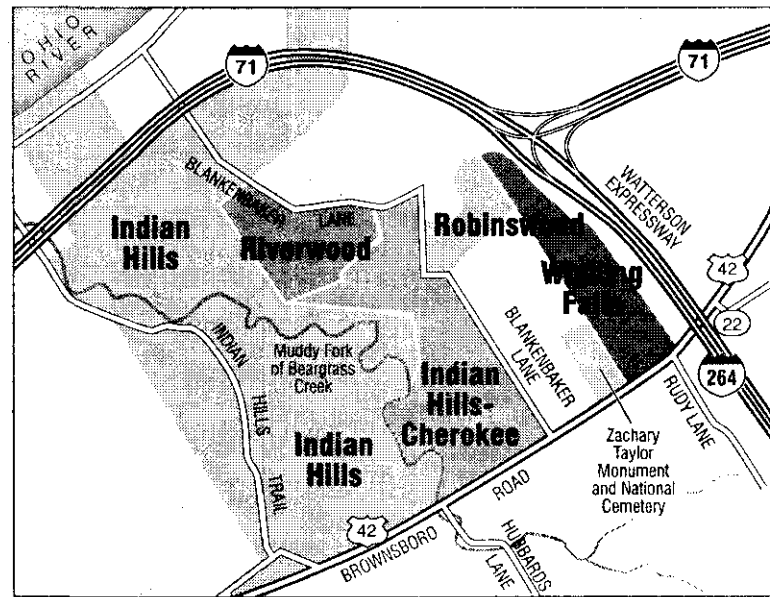 OHIO
RIVER
71
71
BLANKENBAKER
LANE
WATTERSON
EXPRESSWAY
Indian
Hills
Riverwood
Robinswood
42
22
264
INDIAN
HILLS
TRAIL
Muddy Fork
of Beargrass
Creek
BLANKENBAKER
LANE
Indian
Hills-
Cherokee
Indian
Hills
RUDY LANE
Zachary
Taylor
Monument
and National
Cemetery
42
BROWNSBORO
ROAD
HUBBARDS
LANE